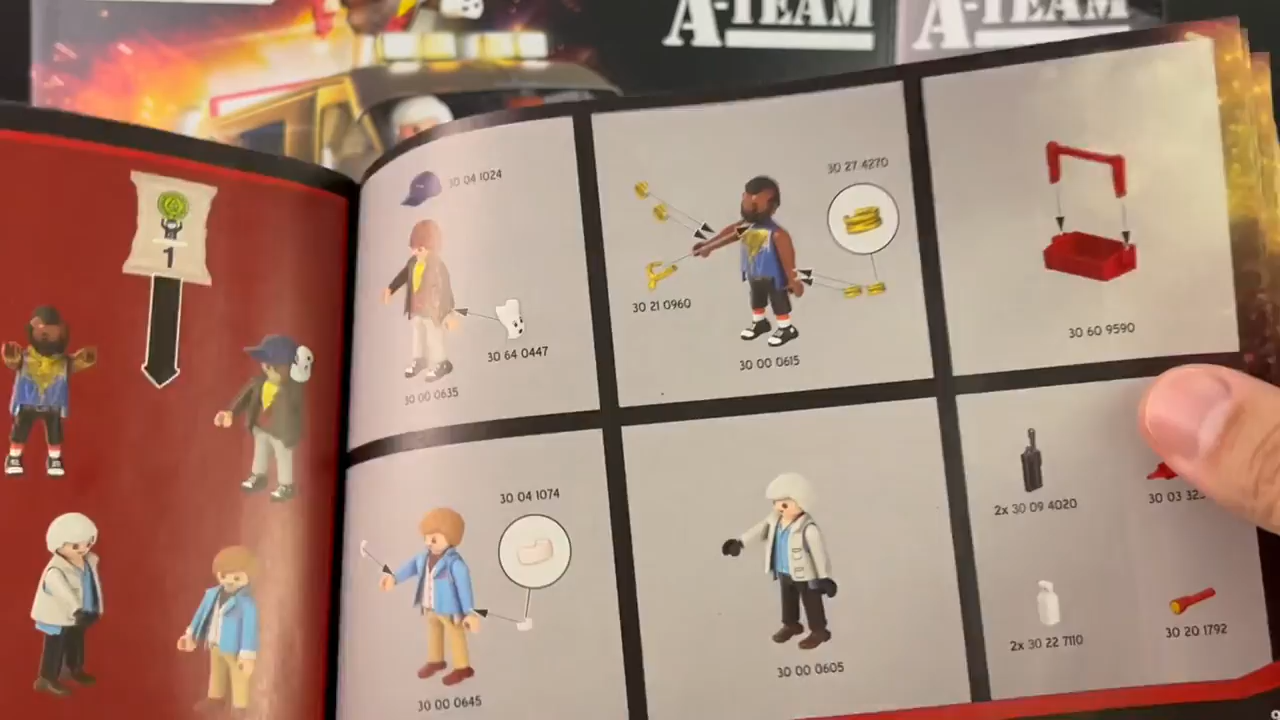 A-TEAM
A-TEAM
1
30 04 1024
30 64 0447
30 00 0635
30 27 4270
30 21 0960
30 00 0615
30 60 9590
30 04 1074
30 00 0645
30 00 0605
2x 30 09 4020
30 03
2x 30 22 7110
30 20 1792